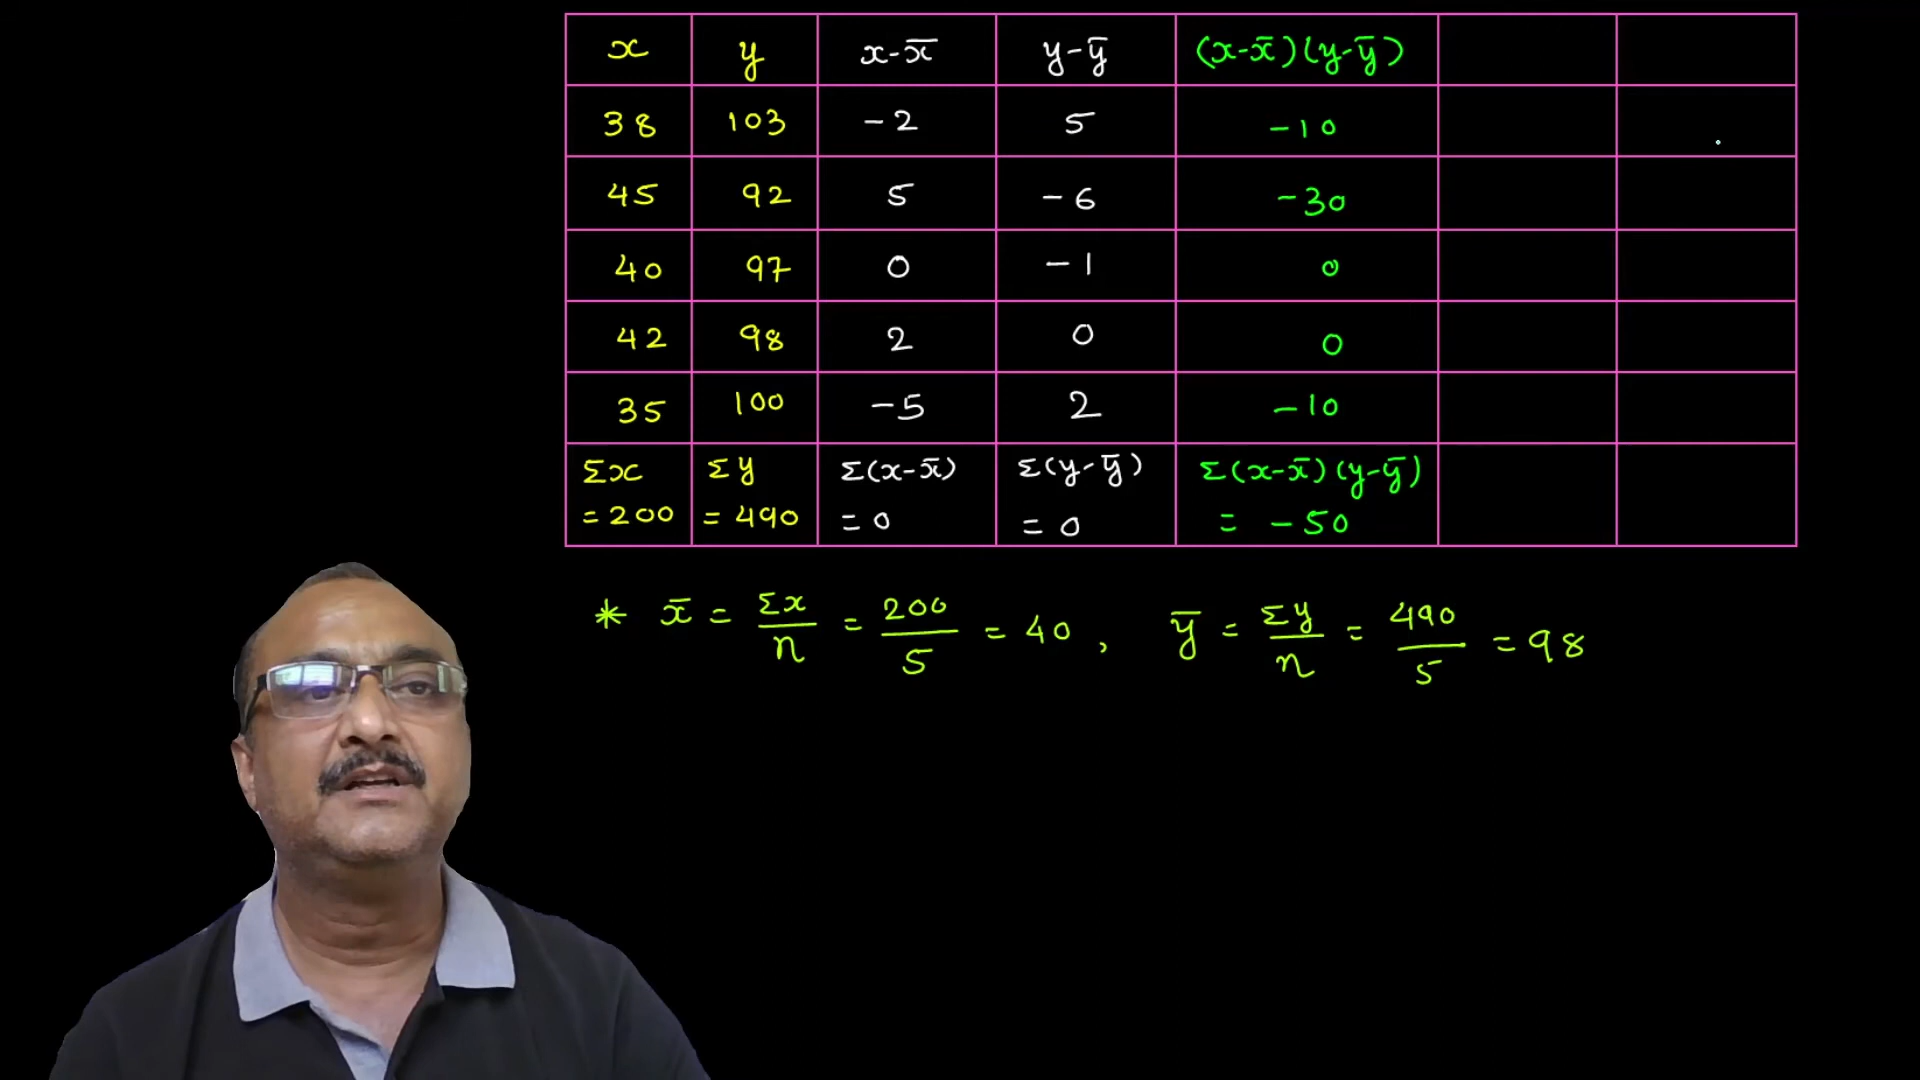 x y x-x̄ y-ȳ (x-x̄)(y-ȳ)
38 103 -2 5 -10
45 92 5 -6 -30
40 97 0 -1 0
42 98 2 0 0
35 100 -5 2 -10
Σx Σy Σ(x-x̄) Σ(y-ȳ) Σ(x-x̄)(y-ȳ)
=200 = 490 = 0 = 0 = -50
* x̄ = Σx/n = 200/5 = 40, ȳ = Σy/n = 490/5 = 98